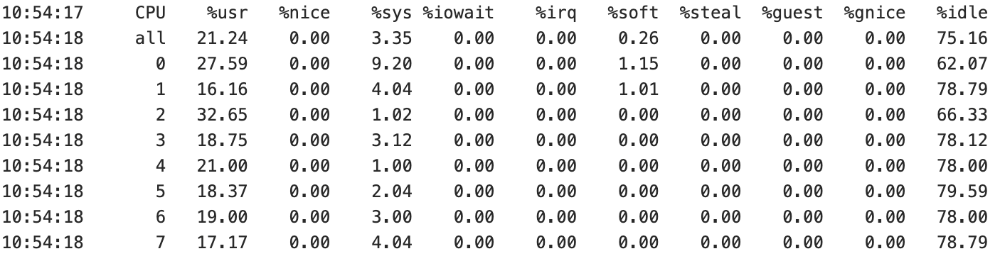 10:54:17     CPU    %usr   %nice    %sys %iowait    %irq   %soft  %steal  %guest  %gnice   %idle
10:54:18     all   21.24    0.00    3.35    0.00    0.00    0.26    0.00    0.00    0.00   75.16
10:54:18       0   27.59    0.00    9.20    0.00    0.00    1.15    0.00    0.00    0.00   62.07
10:54:18       1   16.16    0.00    4.04    0.00    0.00    1.01    0.00    0.00    0.00   78.79
10:54:18       2   32.65    0.00    1.02    0.00    0.00    0.00    0.00    0.00    0.00   66.33
10:54:18       3   18.75    0.00    3.12    0.00    0.00    0.00    0.00    0.00    0.00   78.12
10:54:18       4   21.00    0.00    1.00    0.00    0.00    0.00    0.00    0.00    0.00   78.00
10:54:18       5   18.37    0.00    2.04    0.00    0.00    0.00    0.00    0.00    0.00   79.59
10:54:18       6   19.00    0.00    3.00    0.00    0.00    0.00    0.00    0.00    0.00   78.00
10:54:18       7   17.17    0.00    4.04    0.00    0.00    0.00    0.00    0.00    0.00   78.79